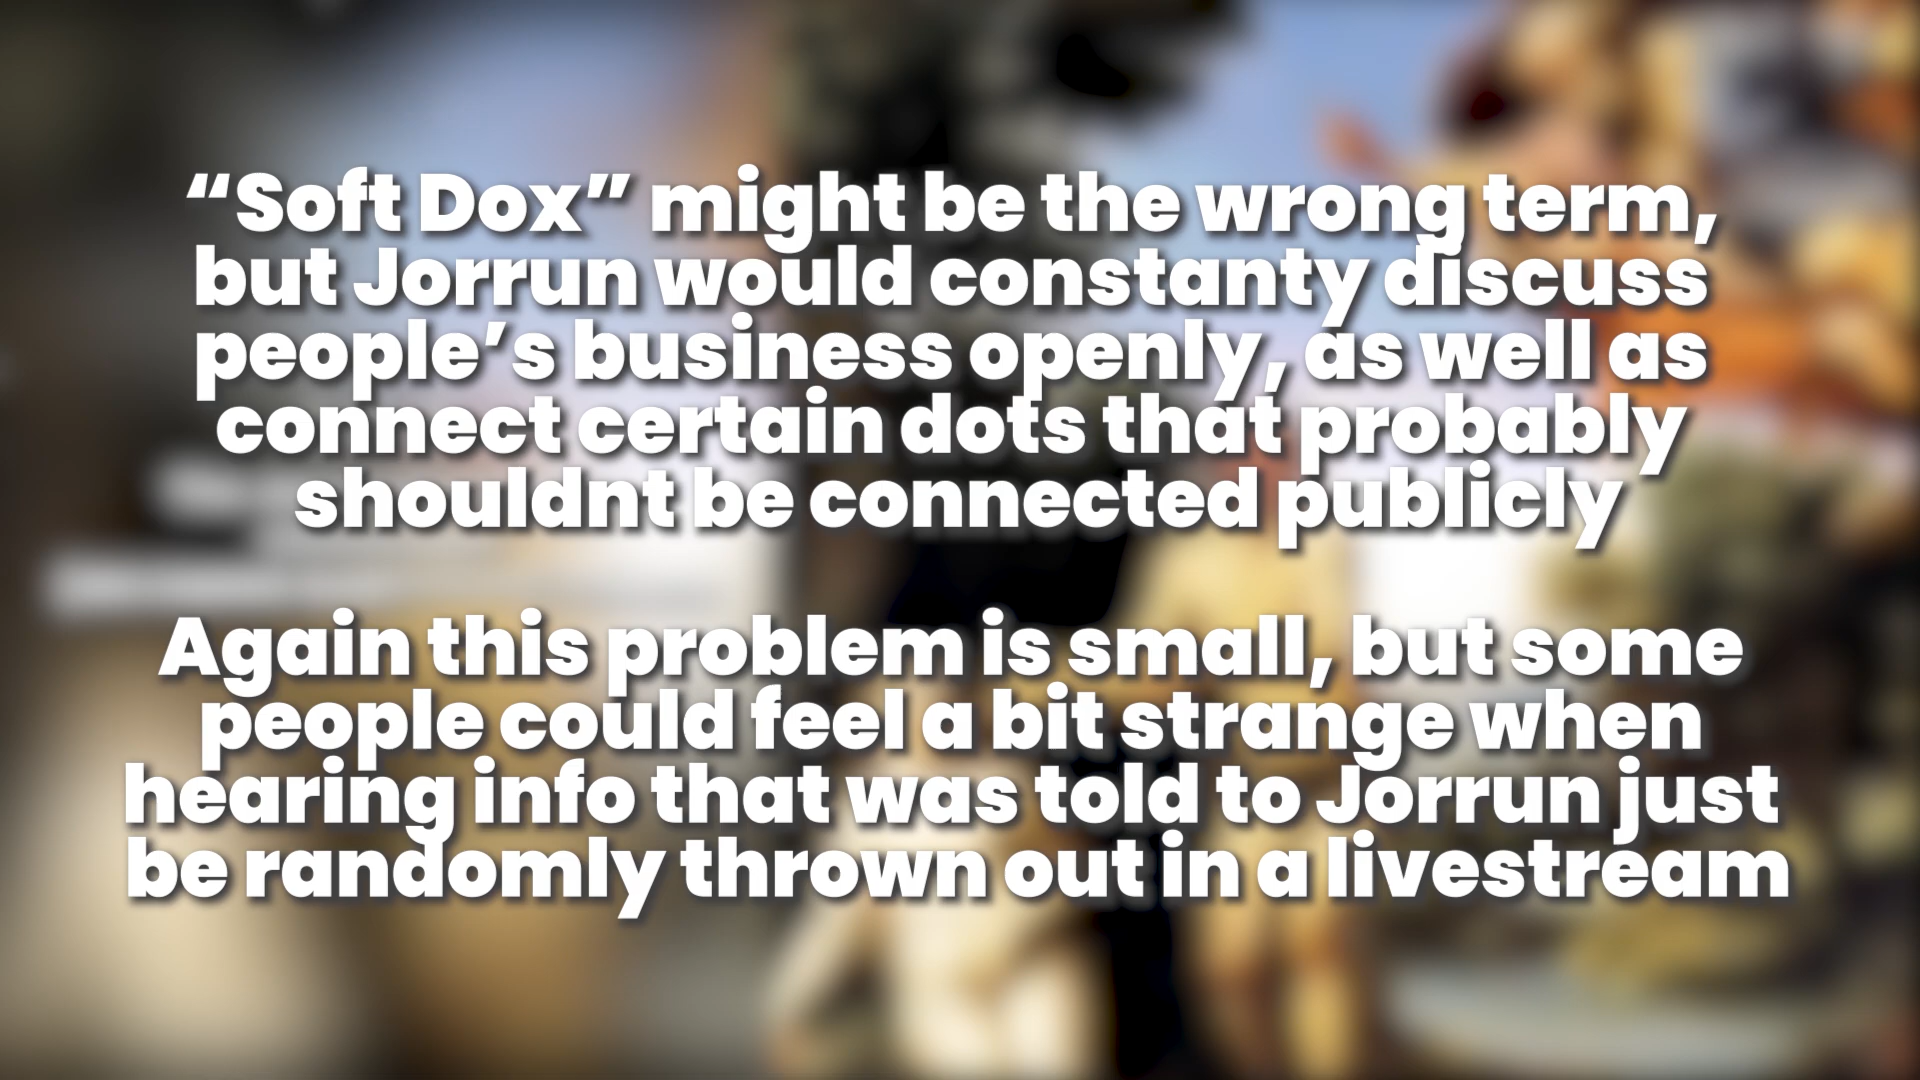 “Soft Dox” might be the wrong term,
but Jorrun would constanty discuss
people’s business openly, as well as
connect certain dots that probably
shouldnt be connected publicly
Again this problem is small, but some
people could feel a bit strange when
hearing info that was told to Jorrun just
be randomly thrown out in a livestream